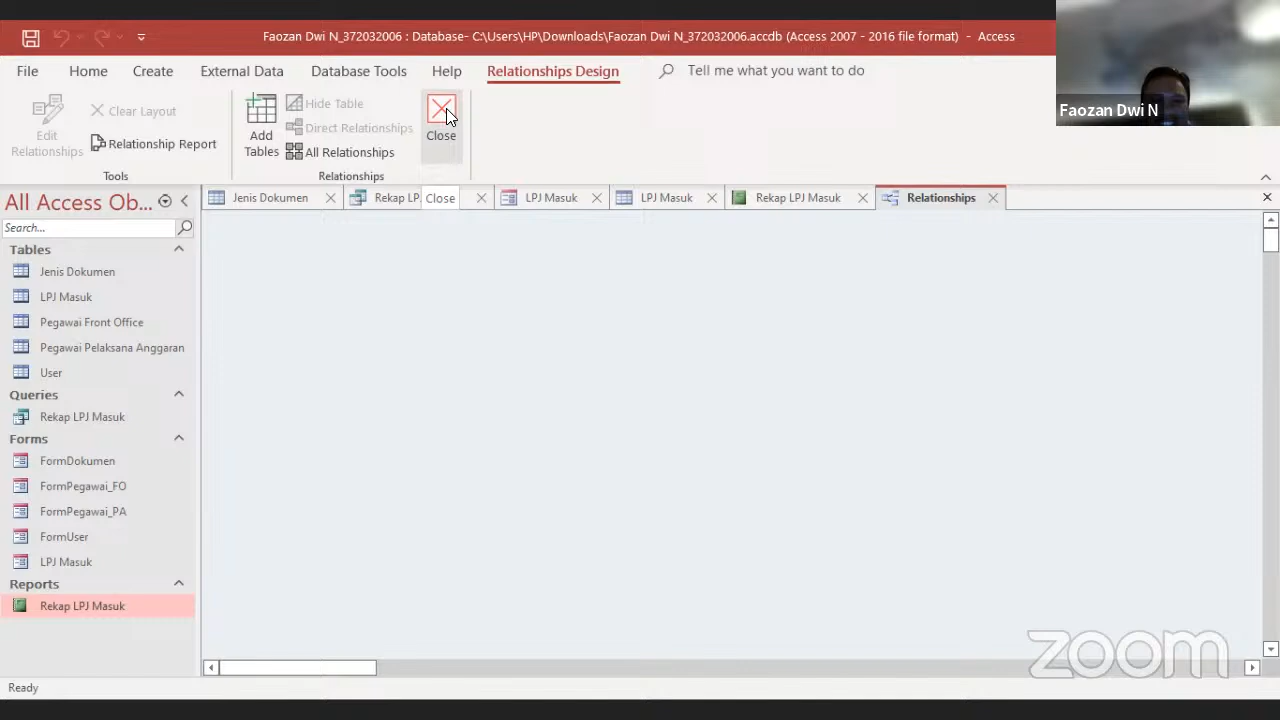 Faozan Dwi N_372032006 : Database- C:\Users\HP\Downloads\Faozan Dwi N_372032006.accdb (Access 2007 - 2016 file format) - Access
File Home Create External Data Database Tools Help Relationships Design Tell me what you want to do
Faozan Dwi N
Edit Relationships
Clear Layout
Relationship Report
Tools
Add Tables
Hide Table
Direct Relationships
All Relationships
Relationships
Close
All Access Ob...
Jenis Dokumen Rekap LP Close LPJ Masuk LPJ Masuk Rekap LPJ Masuk Relationships
Search...
Tables
Jenis Dokumen
LPJ Masuk
Pegawai Front Office
Pegawai Pelaksana Anggaran
User
Queries
Rekap LPJ Masuk
Forms
FormDokumen
FormPegawai_FO
FormPegawai_PA
FormUser
LPJ Masuk
Reports
Rekap LPJ Masuk
zoom
Ready